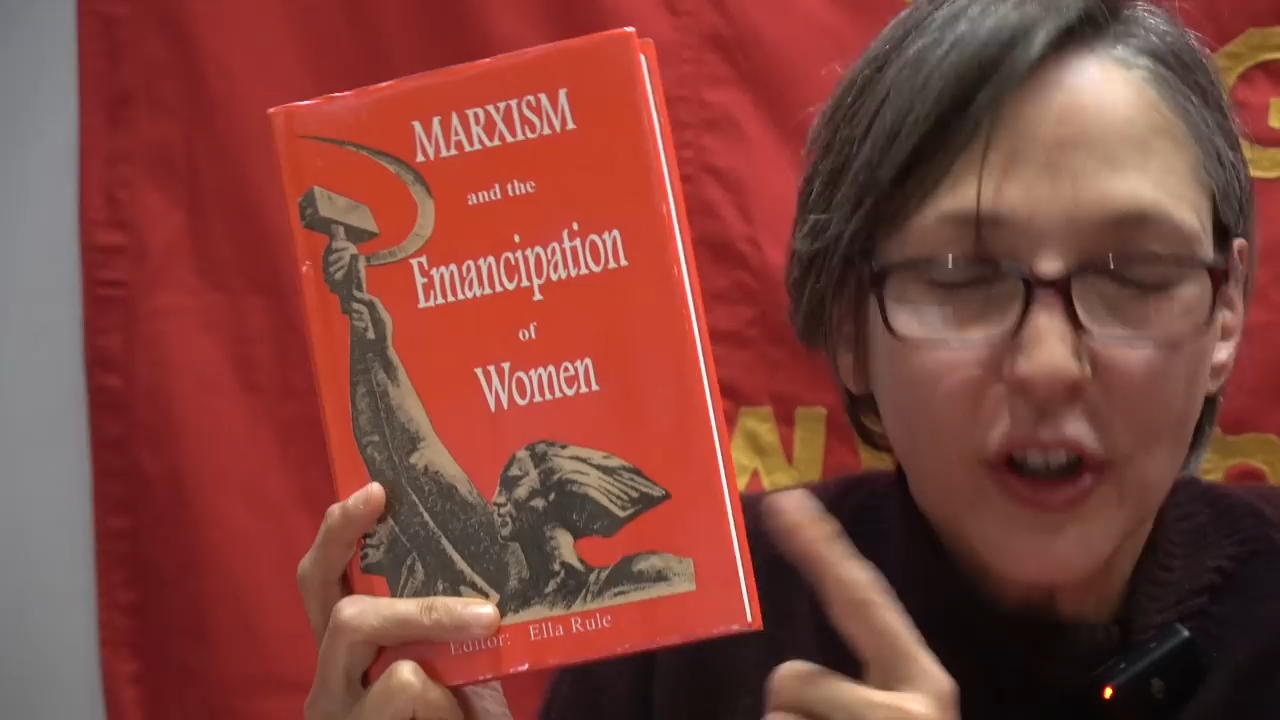 MARXISM
and the
Emancipation
of
Women
Editor: Ella Rule
G